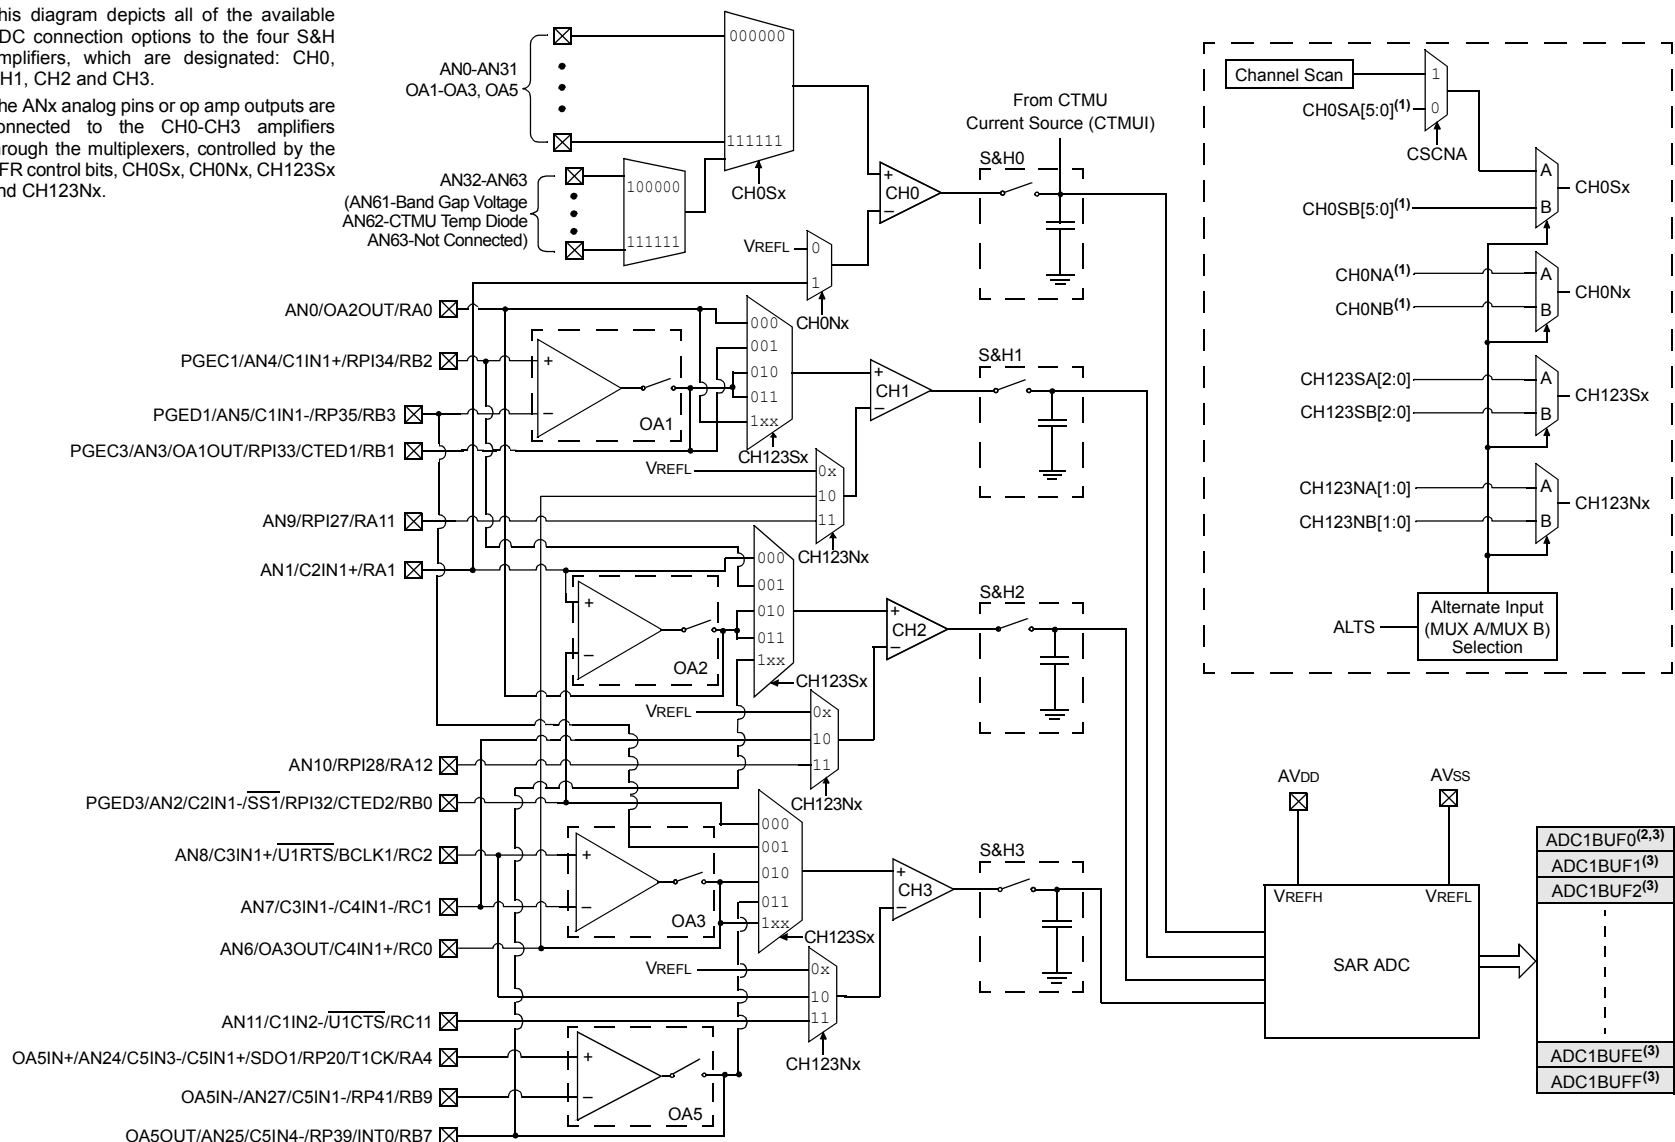 his diagram depicts all of the available
DC connection options to the four S&H
mplifiers, which are designated: CH0,
H1, CH2 and CH3.
he ANx analog pins or op amp outputs are
onnected to the CH0-CH3 amplifiers
hrough the multiplexers, controlled by the
FR control bits, CH0Sx, CH0Nx, CH123Sx
nd CH123Nx.
AN0-AN31
OA1-OA3, OA5
000000
111111
CH0Sx
AN32-AN63
(AN61-Band Gap Voltage
AN62-CTMU Temp Diode
AN63-Not Connected)
100000
111111
VREFL
0
1
CH0Nx
+
CH0
–
S&H0
From CTMU
Current Source (CTMUI)
AN0/OA2OUT/RA0
PGEC1/AN4/C1IN1+/RPI34/RB2
PGED1/AN5/C1IN1-/RP35/RB3
PGEC3/AN3/OA1OUT/RPI33/CTED1/RB1
+
–
OA1
000
001
010
011
1xx
CH123Sx
VREFL
0x
10
11
CH123Nx
+
CH1
–
S&H1
AN9/RPI27/RA11
AN1/C2IN1+/RA1
+
–
OA2
000
001
010
011
1xx
CH123Sx
VREFL
0x
10
11
CH123Nx
+
CH2
–
S&H2
AN10/RPI28/RA12
PGED3/AN2/C2IN1-/SS1/RPI32/CTED2/RB0
AN8/C3IN1+/U1RTS/BCLK1/RC2
AN7/C3IN1-/C4IN1-/RC1
AN6/OA3OUT/C4IN1+/RC0
+
–
OA3
000
001
010
011
1xx
CH123Sx
VREFL
0x
10
11
CH123Nx
+
CH3
–
S&H3
AN11/C1IN2-/U1CTS/RC11
OA5IN+/AN24/C5IN3-/C5IN1+/SDO1/RP20/T1CK/RA4
OA5IN-/AN27/C5IN1-/RP41/RB9
OA5OUT/AN25/C5IN4-/RP39/INT0/RB7
+
–
OA5
Channel Scan
1
CH0SA[5:0](1)
0
CSCNA
A
CH0Sx
CH0SB[5:0](1)
B
CH0NA(1)
A
CH0Nx
CH0NB(1)
B
CH123SA[2:0]
A
CH123Sx
CH123SB[2:0]
B
CH123NA[1:0]
A
CH123Nx
CH123NB[1:0]
B
ALTS
Alternate Input
(MUX A/MUX B)
Selection
AVDD
AVSS
VREFH
VREFL
SAR ADC
ADC1BUF0(2,3)
ADC1BUF1(3)
ADC1BUF2(3)
ADC1BUFE(3)
ADC1BUFF(3)